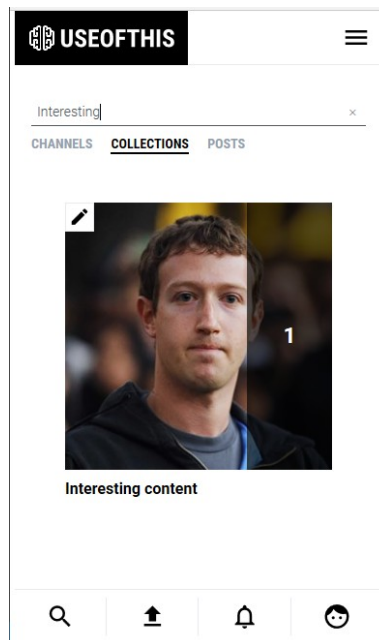 USEOFTHIS
Interesting
×
CHANNELS COLLECTIONS POSTS
1
Interesting content